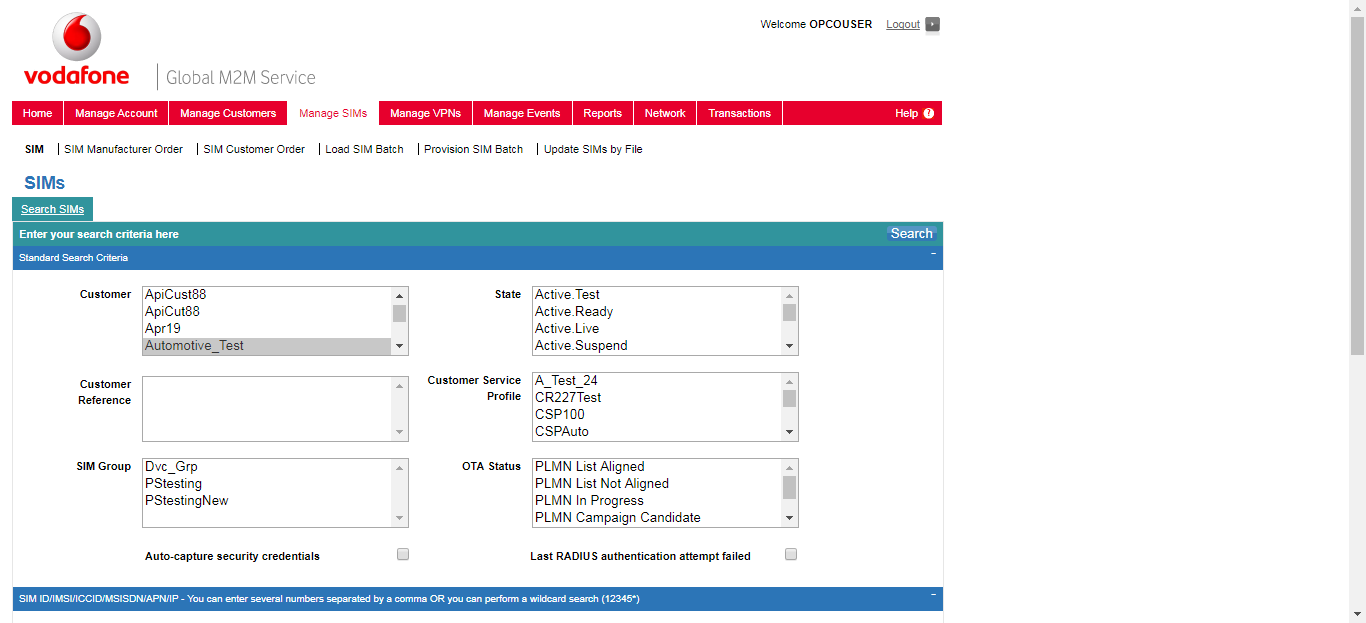 Welcome OPCOUSER Logout
vodafone
Global M2M Service
Home Manage Account Manage Customers Manage SIMs Manage VPNs Manage Events Reports Network Transactions Help ?
SIM SIM Manufacturer Order SIM Customer Order Load SIM Batch Provision SIM Batch Update SIMs by File
SIMs
Search SIMs
Enter your search criteria here Search
Standard Search Criteria
Customer
ApiCust88
ApiCut88
Apr19
Automotive_Test
State
Active.Test
Active.Ready
Active.Live
Active.Suspend
Customer
Reference
Customer Service
Profile
A_Test_24
CR227Test
CSP100
CSPAuto
SIM Group
Dvc_Grp
PStesting
PStestingNew
OTA Status
PLMN List Aligned
PLMN List Not Aligned
PLMN In Progress
PLMN Campaign Candidate
Auto-capture security credentials
Last RADIUS authentication attempt failed
SIM ID/IMSI/ICCID/MSISDN/APN/IP - You can enter several numbers separated by a comma OR you can perform a wildcard search (12345*)